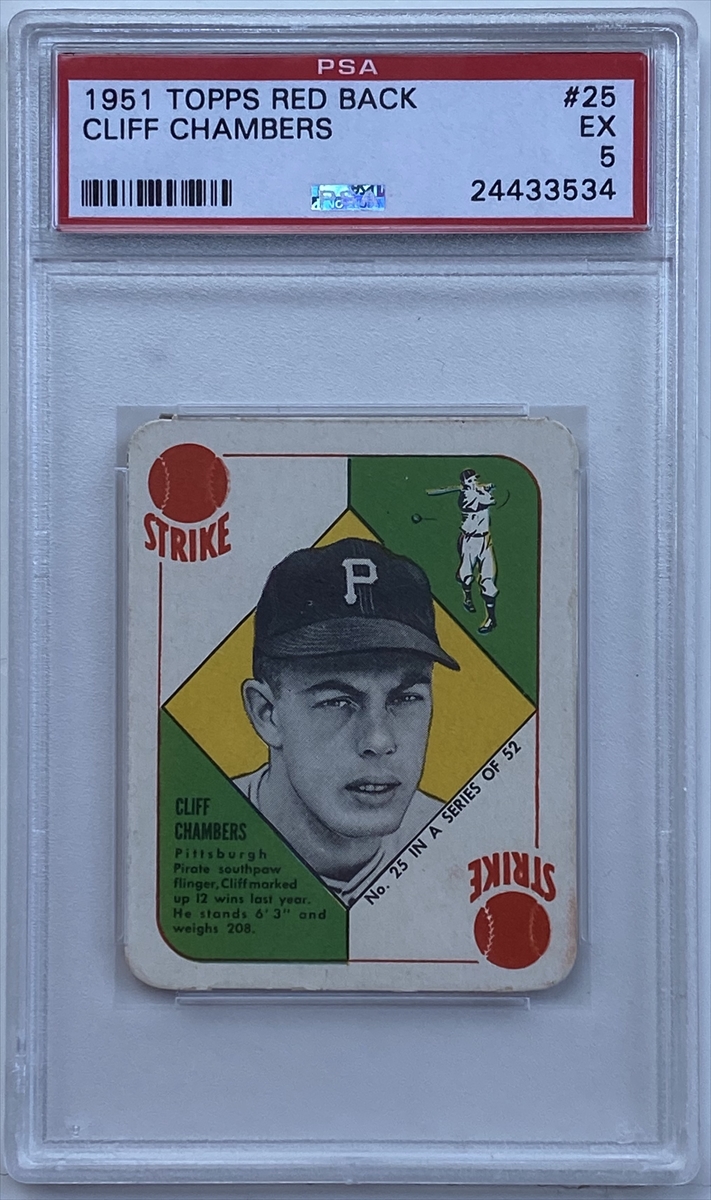 PSA
1951 TOPPS RED BACK #25
CLIFF CHAMBERS EX
5
24433534
STRIKE
P
CLIFF
CHAMBERS
Pittsburgh
Pirate southpaw
flinger, Cliff marked
up 12 wins last year.
He stands 6' 3" and
weighs 208.
No. 25 IN A SERIES OF 52
STRIKE